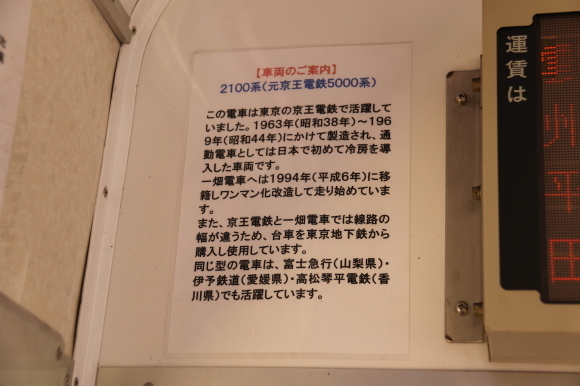 【車両のご案内】
2100系(元京王電鉄5000系)
この電車は東京の京王電鉄で活躍し
ていました。1963年(昭和38年)～196
9年(昭和44年)にかけて製造され、通
勤電車としては日本で初めて冷房を導
入した車両です。
一畑電車へは1994年(平成6年)に移
籍しワンマン化改造して走り始めていま
す。
また、京王電鉄と一畑電車では線路の
幅が違うため、台車を東京地下鉄から
購入し使用しています。
同じ型の電車は、富士急行(山梨県)・
伊予鉄道(愛媛県)・高松琴平電鉄(香
川県)でも活躍しています。
運賃は
州平田